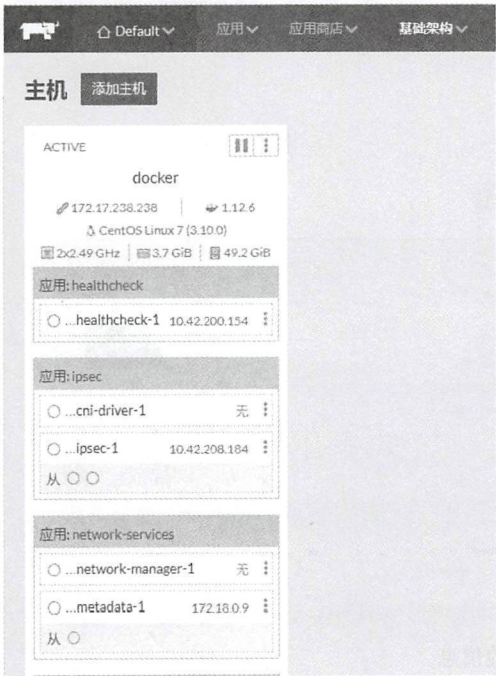 Default 应用 应用商店 基础架构
主机 添加主机
ACTIVE
docker
172.17.238.238 1.12.6
CentOS Linux 7 (3.10.0)
2x2.49 GHz 3.7 GiB 49.2 GiB
应用: healthcheck
...healthcheck-1 10.42.200.154
应用: ipsec
...cni-driver-1 无
...ipsec-1 10.42.208.184
从
应用: network-services
...network-manager-1 无
...metadata-1 172.18.0.9
从